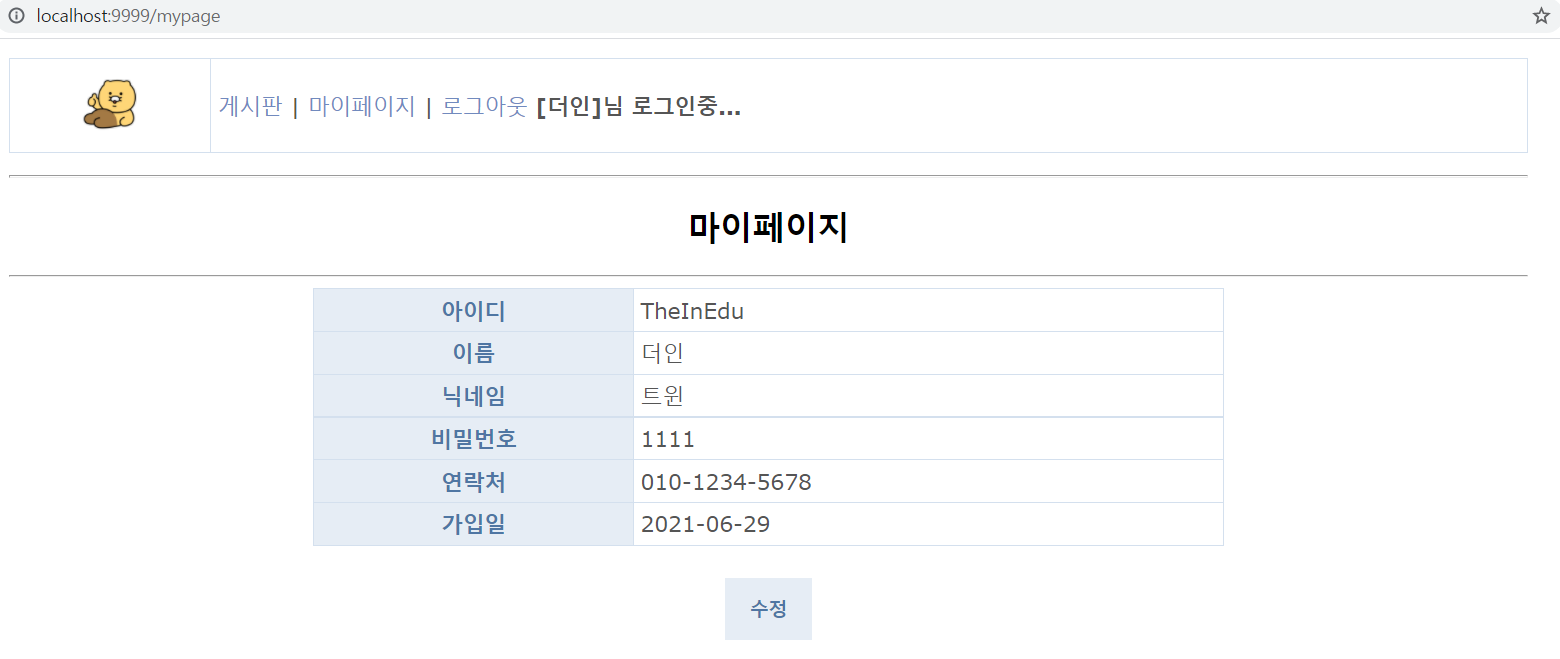 localhost:9999/mypage
게시판 | 마이페이지 | 로그아웃 [더인]님 로그인중...
마이페이지
아이디 TheInEdu
이름 더인
닉네임 트윈
비밀번호 1111
연락처 010-1234-5678
가입일 2021-06-29
수정